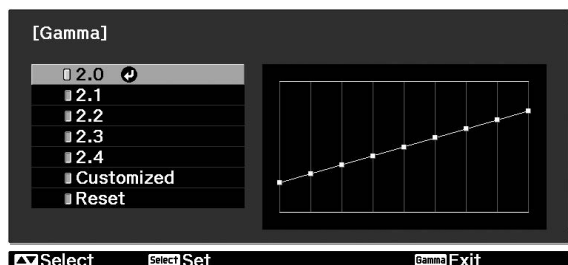 [Gamma]
2.0
2.1
2.2
2.3
2.4
Customized
Reset
Select Select Set Gamma Exit